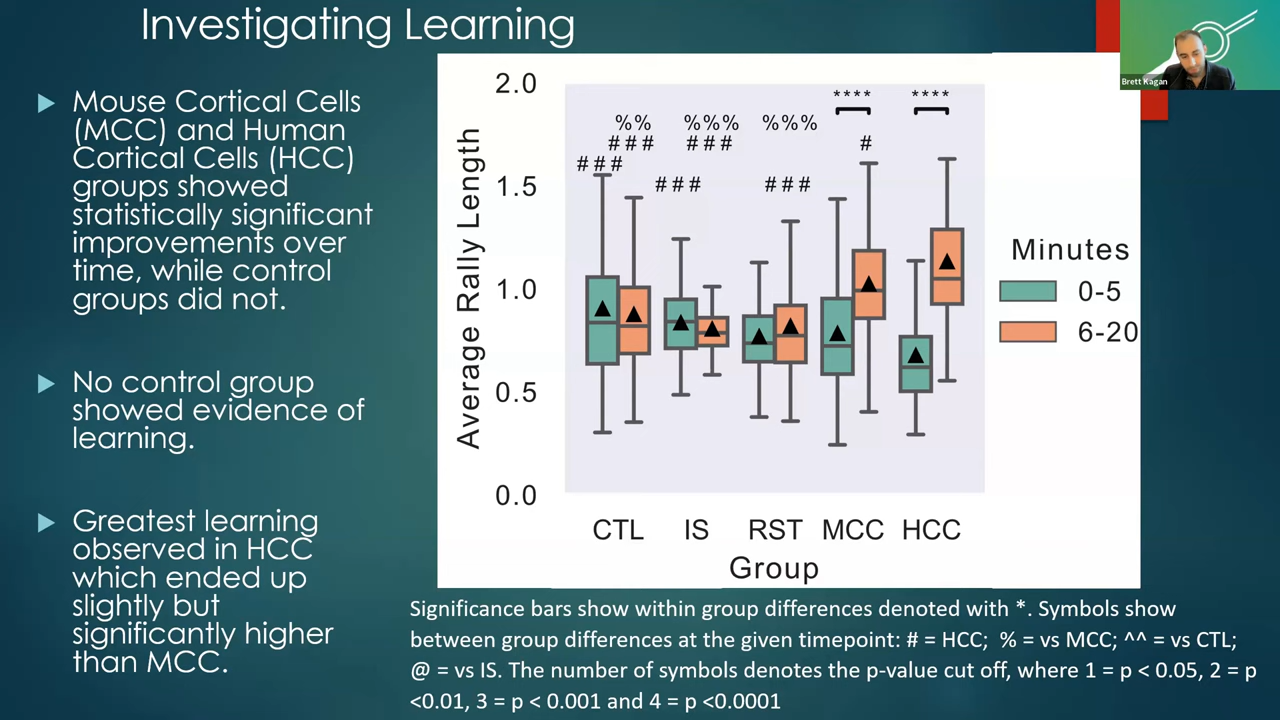 Investigating Learning
Brett Kagan
Mouse Cortical Cells
(MCC) and Human
Cortical Cells (HCC)
groups showed
statistically significant
improvements over
time, while control
groups did not.
No control group
showed evidence of
learning.
Greatest learning
observed in HCC
which ended up
slightly but
significantly higher
than MCC.
Average Rally Length
2.0
1.5
1.0
0.5
0.0
###
%%
###
###
%%%
###
%%%
###
****
#
****
CTL IS RST MCC HCC
Group
Minutes
0-5
6-20
Significance bars show within group differences denoted with *. Symbols show
between group differences at the given timepoint: # = HCC; % = vs MCC; ^^ = vs CTL;
@ = vs IS. The number of symbols denotes the p-value cut off, where 1 = p < 0.05, 2 = p
<0.01, 3 = p < 0.001 and 4 = p <0.0001